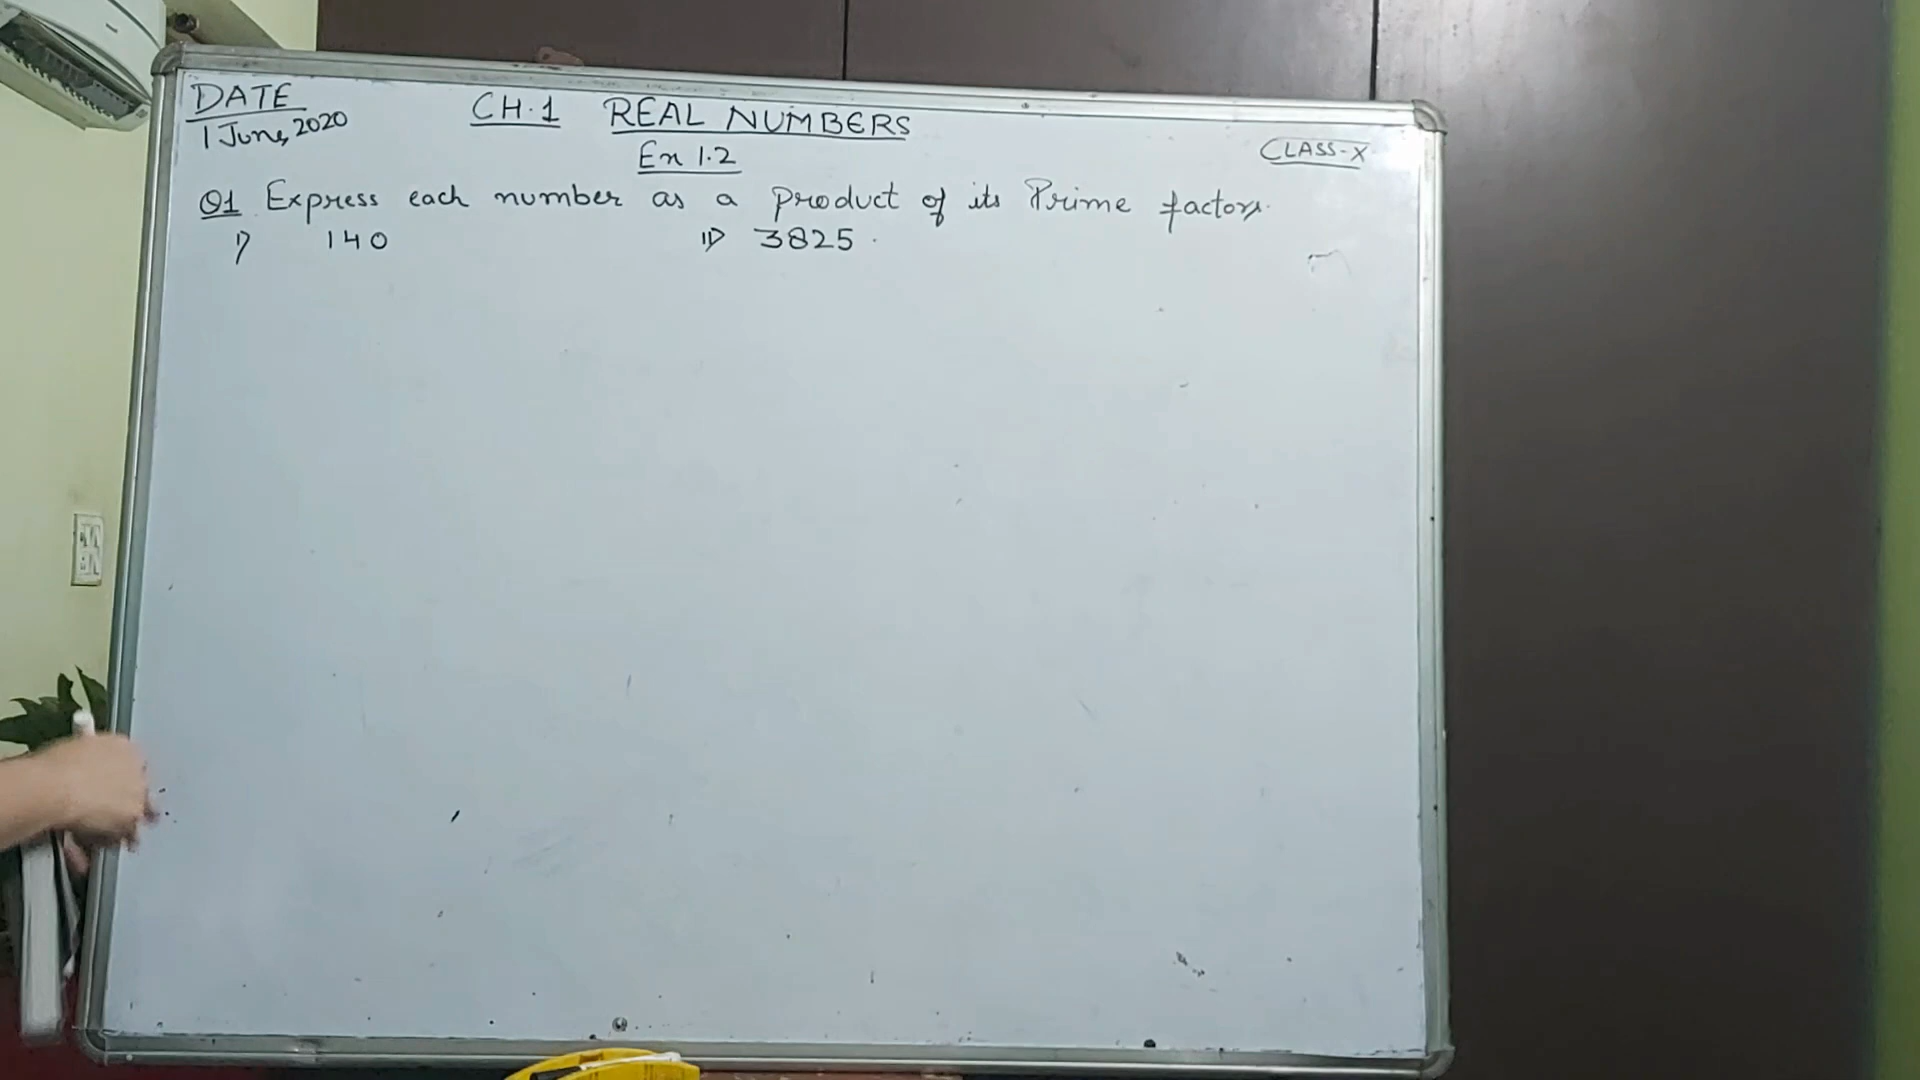 DATE
1 June, 2020
CH.1 REAL NUMBERS
Ex 1.2
CLASS-X
Q1 Express each number as a Product of its Prime factors.
i) 140 ii) 3825.